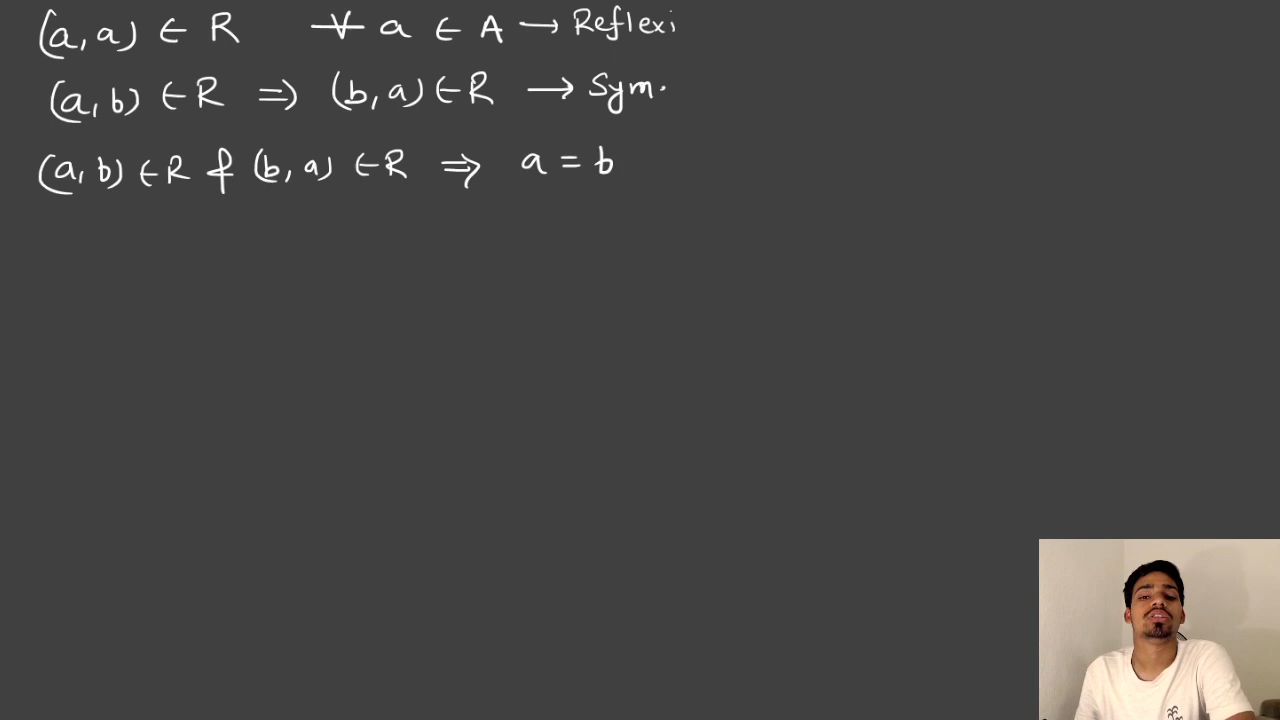 (a, a) ∈ R ∀ a ∈ A → Reflexi
(a, b) ∈ R ⇒ (b, a) ∈ R → Sym.
(a, b) ∈ R & (b, a) ∈ R ⇒ a = b